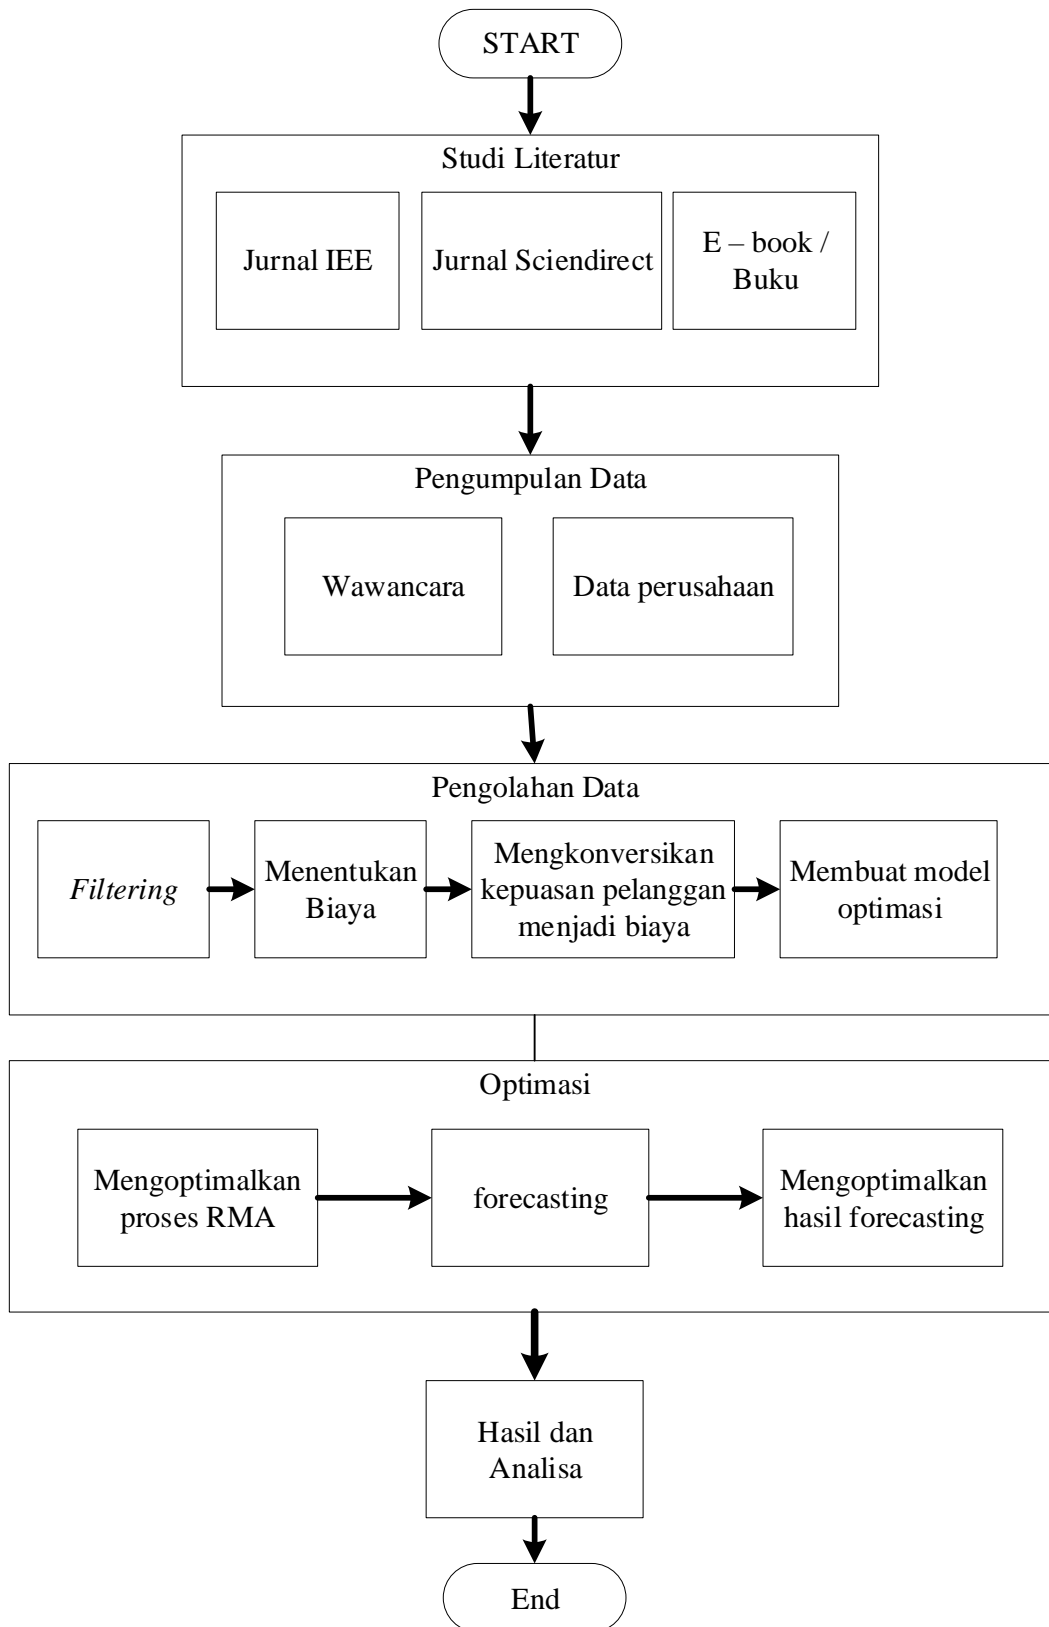 START
Studi Literatur
Jurnal IEE
Jurnal Sciendirect
E – book /
Buku
Pengumpulan Data
Wawancara
Data perusahaan
Pengolahan Data
Filtering
Menentukan
Biaya
Mengkonversikan
kepuasan pelanggan
menjadi biaya
Membuat model
optimasi
Optimasi
Mengoptimalkan
proses RMA
forecasting
Mengoptimalkan
hasil forecasting
Hasil dan
Analisa
End